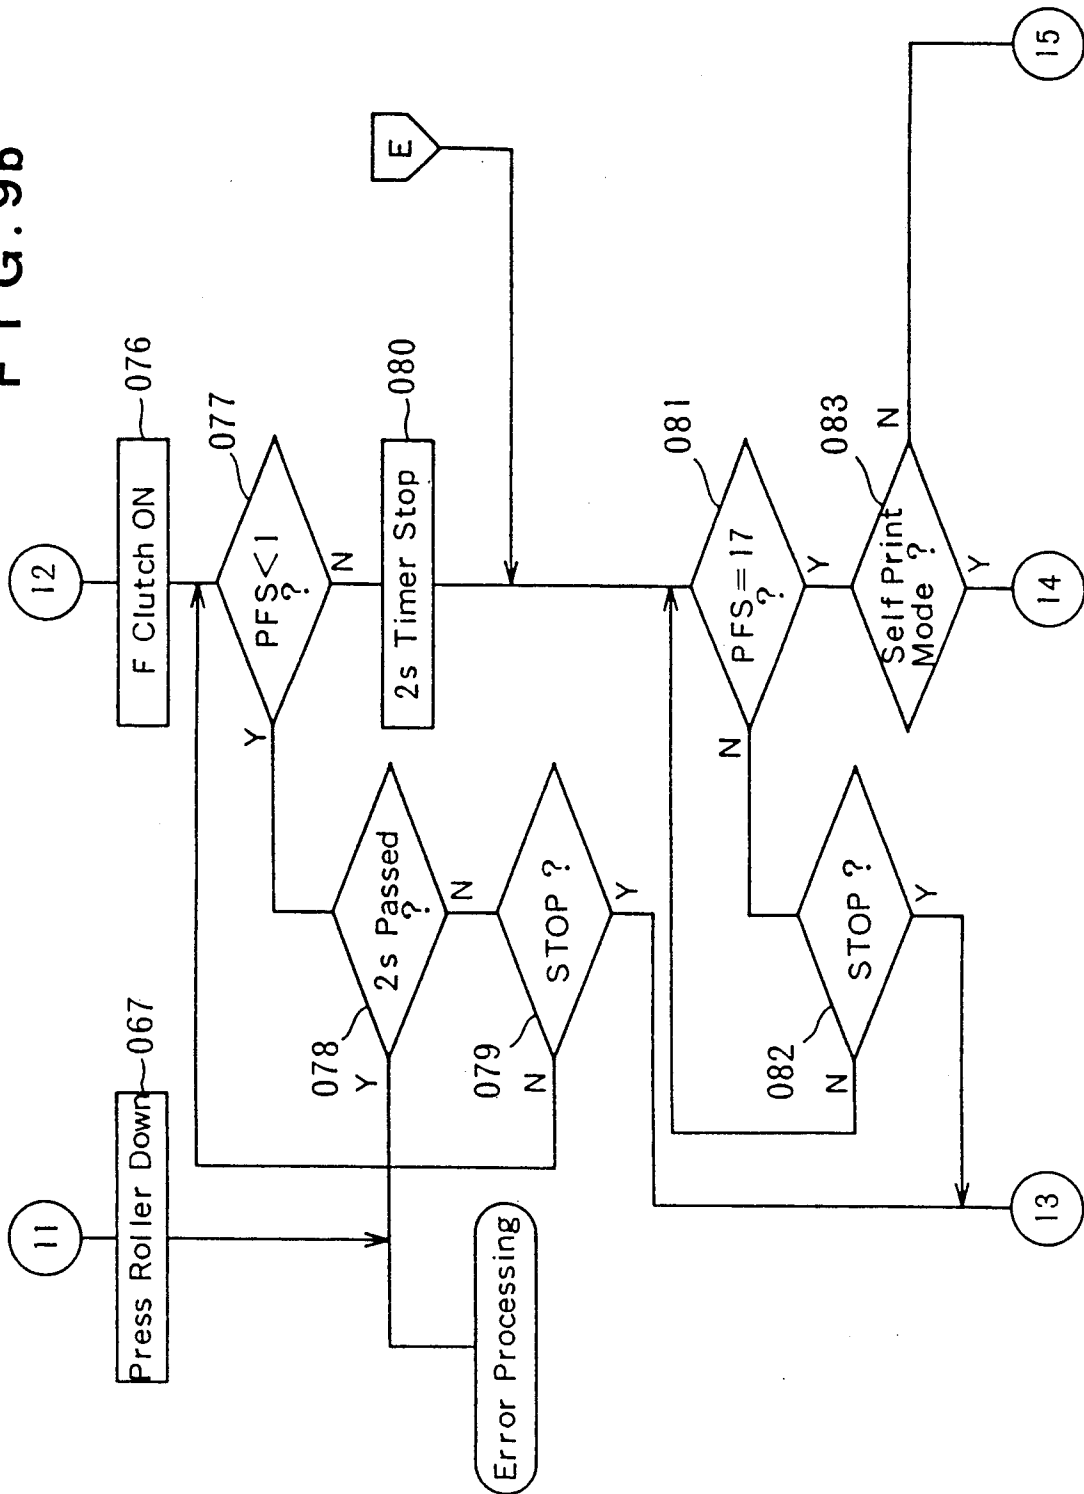 FIG.9b
11
12
Press Roller Down
067
F Clutch ON
076
PFS<1
?
077
Y
N
2s Passed
?
078
Y
N
2s Timer Stop
080
E
STOP ?
079
N
Y
Error Processing
PFS=17
?
081
N
Y
STOP ?
082
N
Y
Self Print
Mode ?
083
N
Y
13
14
15